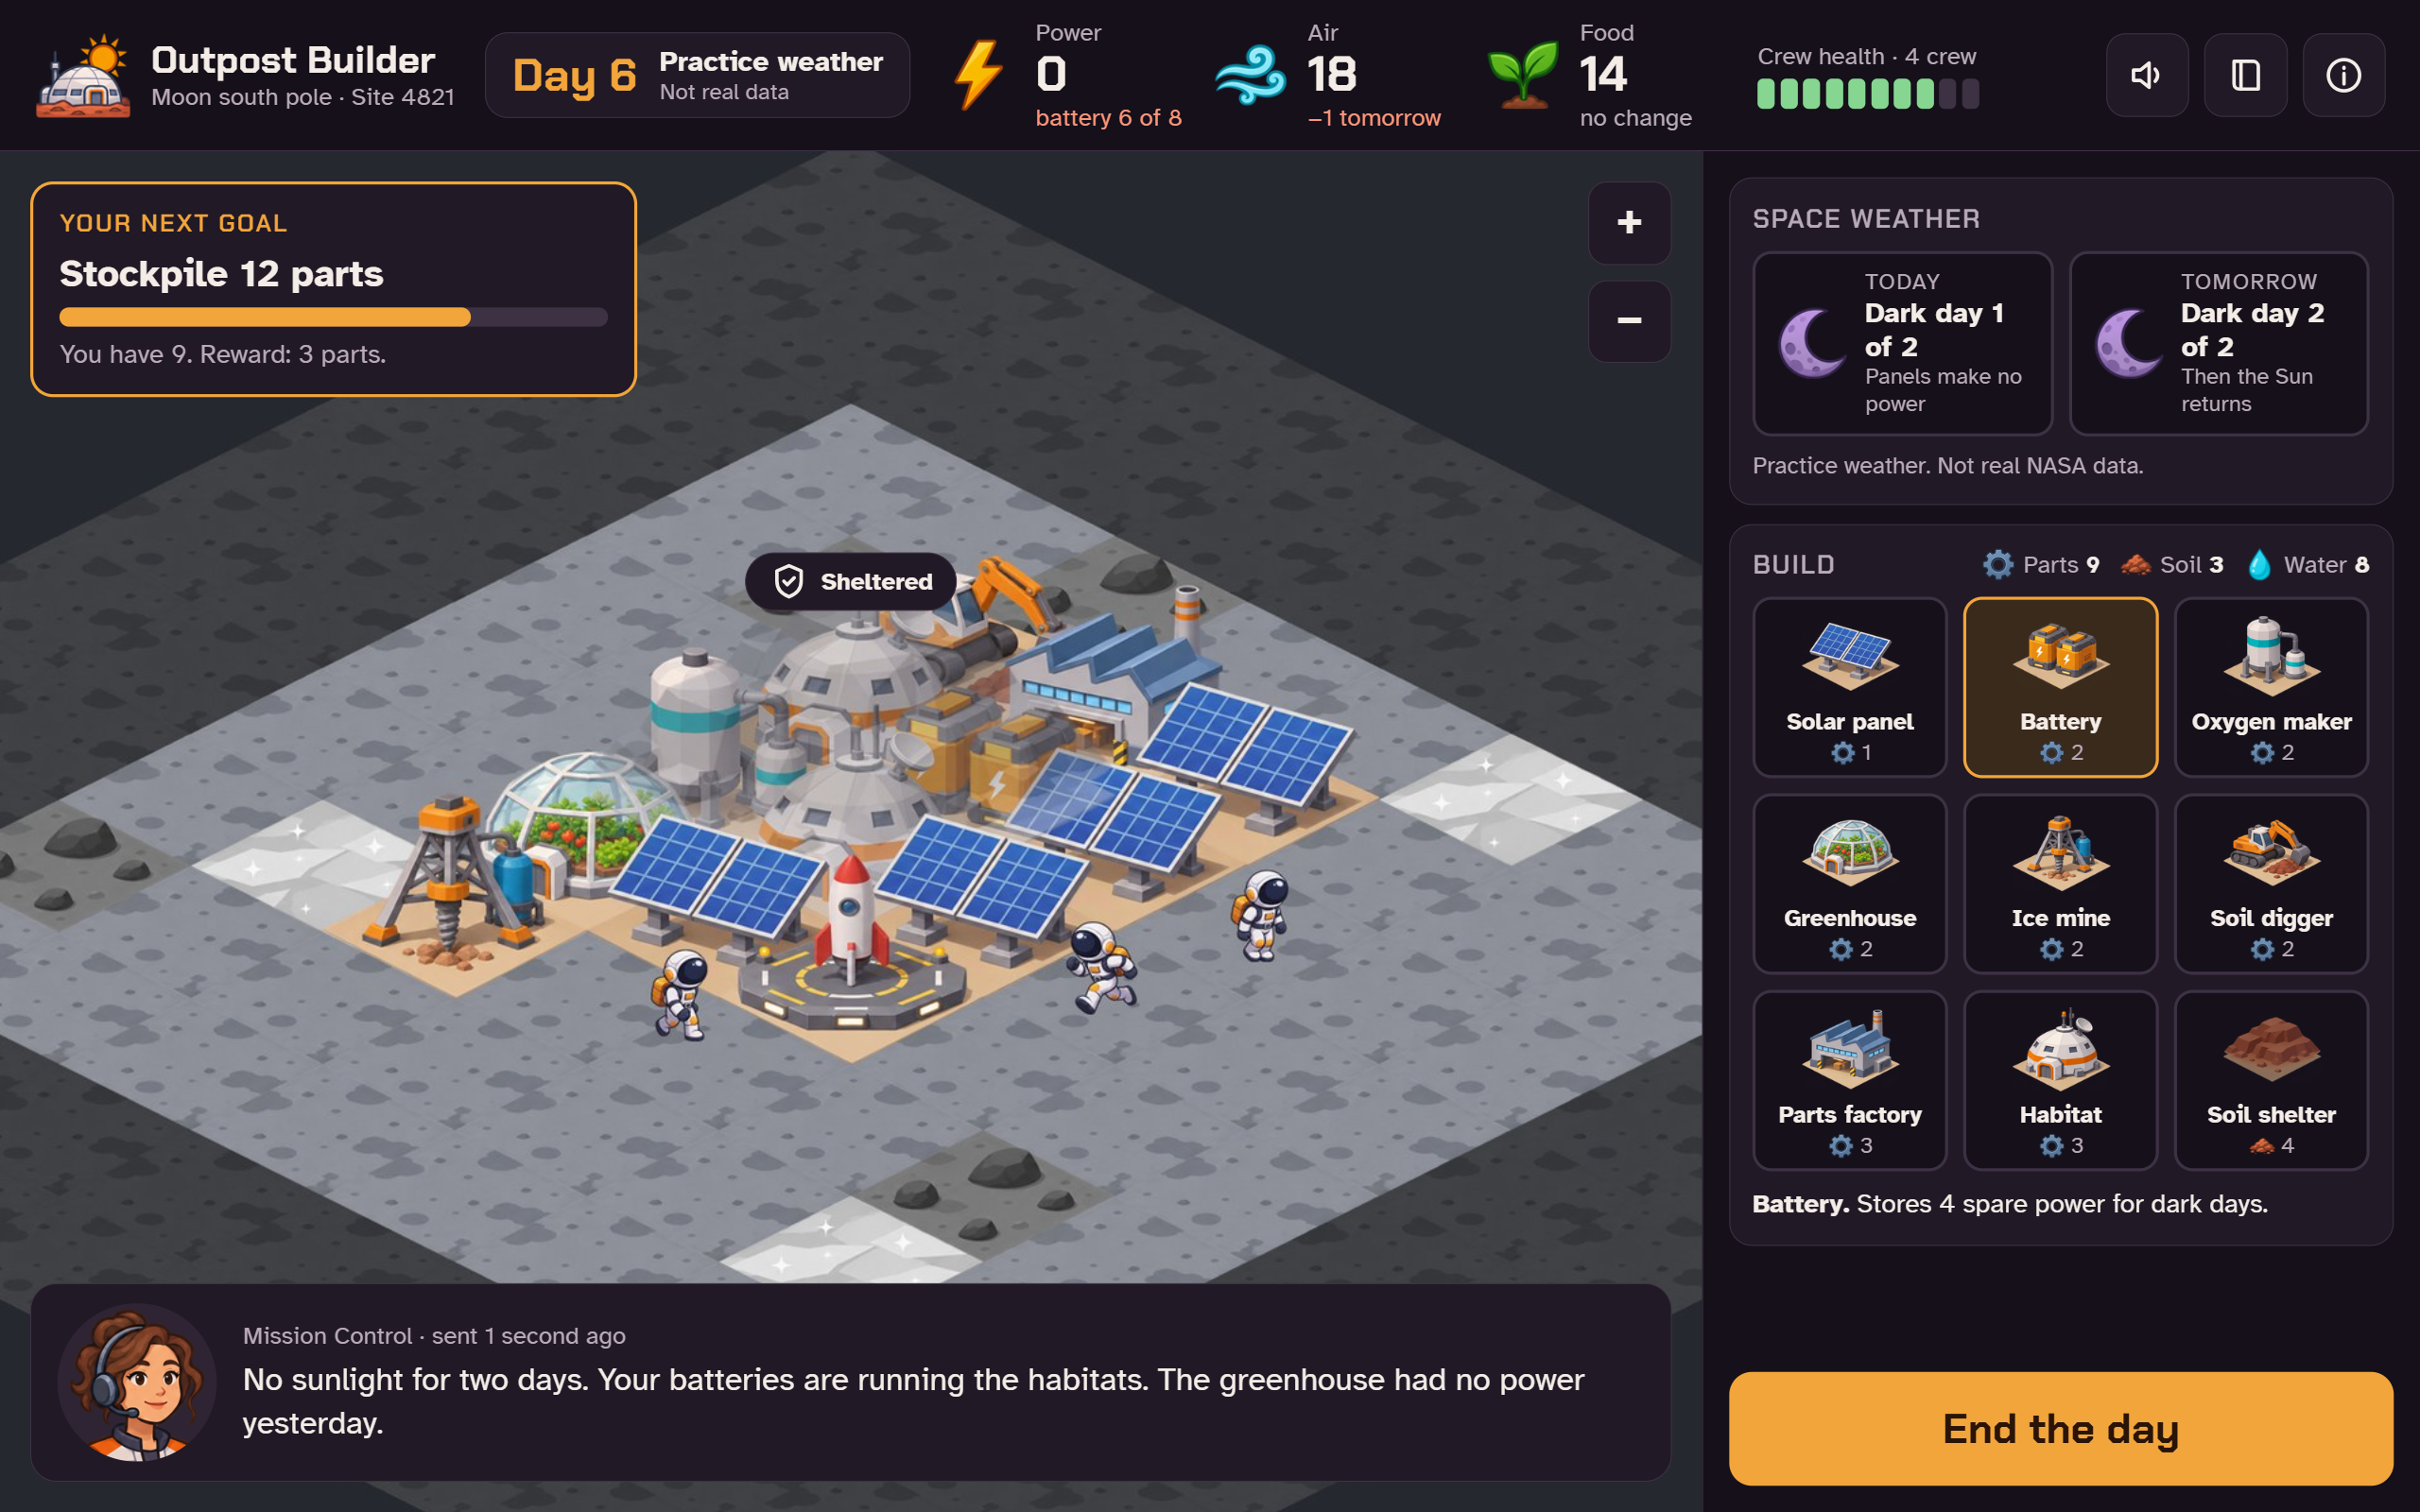 Outpost Builder
Moon south pole · Site 4821
Day 6
Practice weather
Not real data
Power
0
battery 6 of 8
Air
18
−1 tomorrow
Food
14
no change
Crew health · 4 crew
YOUR NEXT GOAL
Stockpile 12 parts
You have 9. Reward: 3 parts.
+
−
Sheltered
Mission Control · sent 1 second ago
No sunlight for two days. Your batteries are running the habitats. The greenhouse had no power
yesterday.
SPACE WEATHER
TODAY
Dark day 1
of 2
Panels make no
power
TOMORROW
Dark day 2
of 2
Then the Sun
returns
Practice weather. Not real NASA data.
BUILD
Parts 9
Soil 3
Water 8
Solar panel
1
Battery
2
Oxygen maker
2
Greenhouse
2
Ice mine
2
Soil digger
2
Parts factory
3
Habitat
3
Soil shelter
4
Battery. Stores 4 spare power for dark days.
End the day